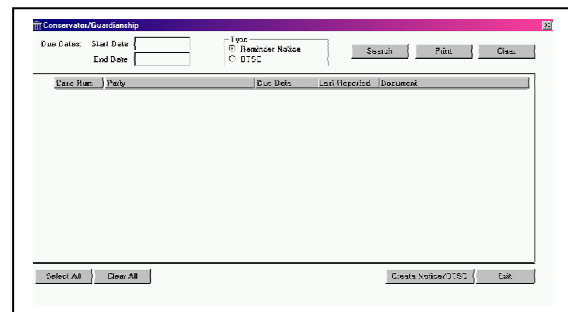 Conservator/Guardianship
Due Dates: Start Date
End Date
Type
Reminder Notice
OTSC
Search Print Clear
Case Num Party Due Date Last Reported Document
Select All Clear All Create Notice/OTSC Exit